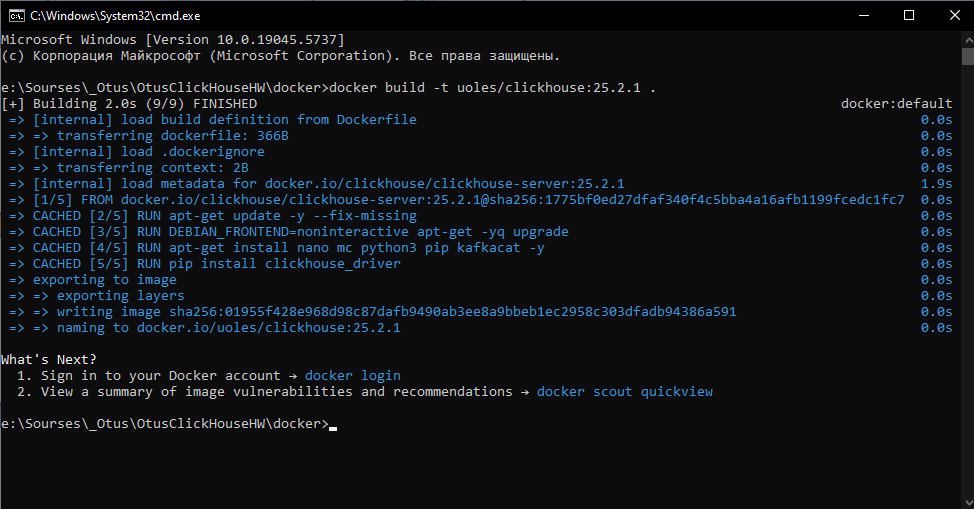 C:\Windows\System32\cmd.exe
Microsoft Windows [Version 10.0.19045.5737]
(c) Корпорация Майкрософт (Microsoft Corporation). Все права защищены.
e:\Sourses\_Otus\OtusClickHouseHW\docker>docker build -t uoles/clickhouse:25.2.1 .
[+] Building 2.0s (9/9) FINISHED docker:default
=> [internal] load build definition from Dockerfile 0.0s
=> => transferring dockerfile: 366B 0.0s
=> [internal] load .dockerignore 0.0s
=> => transferring context: 2B 0.0s
=> [internal] load metadata for docker.io/clickhouse/clickhouse-server:25.2.1 1.9s
=> [1/5] FROM docker.io/clickhouse/clickhouse-server:25.2.1@sha256:1775bf0ed27dfaf340f4c5bba4a16afb1199fcedc1fc7 0.0s
=> CACHED [2/5] RUN apt-get update -y --fix-missing 0.0s
=> CACHED [3/5] RUN DEBIAN_FRONTEND=noninteractive apt-get -yq upgrade 0.0s
=> CACHED [4/5] RUN apt-get install nano mc python3 pip kafkacat -y 0.0s
=> CACHED [5/5] RUN pip install clickhouse_driver 0.0s
=> exporting to image 0.0s
=> => exporting layers 0.0s
=> => writing image sha256:01955f428e968d98c87dafb9490ab3ee8a9bbeb1ec2958c303dfadb94386a591 0.0s
=> => naming to docker.io/uoles/clickhouse:25.2.1 0.0s
What's Next?
1. Sign in to your Docker account → docker login
2. View a summary of image vulnerabilities and recommendations → docker scout quickview
e:\Sourses\_Otus\OtusClickHouseHW\docker>